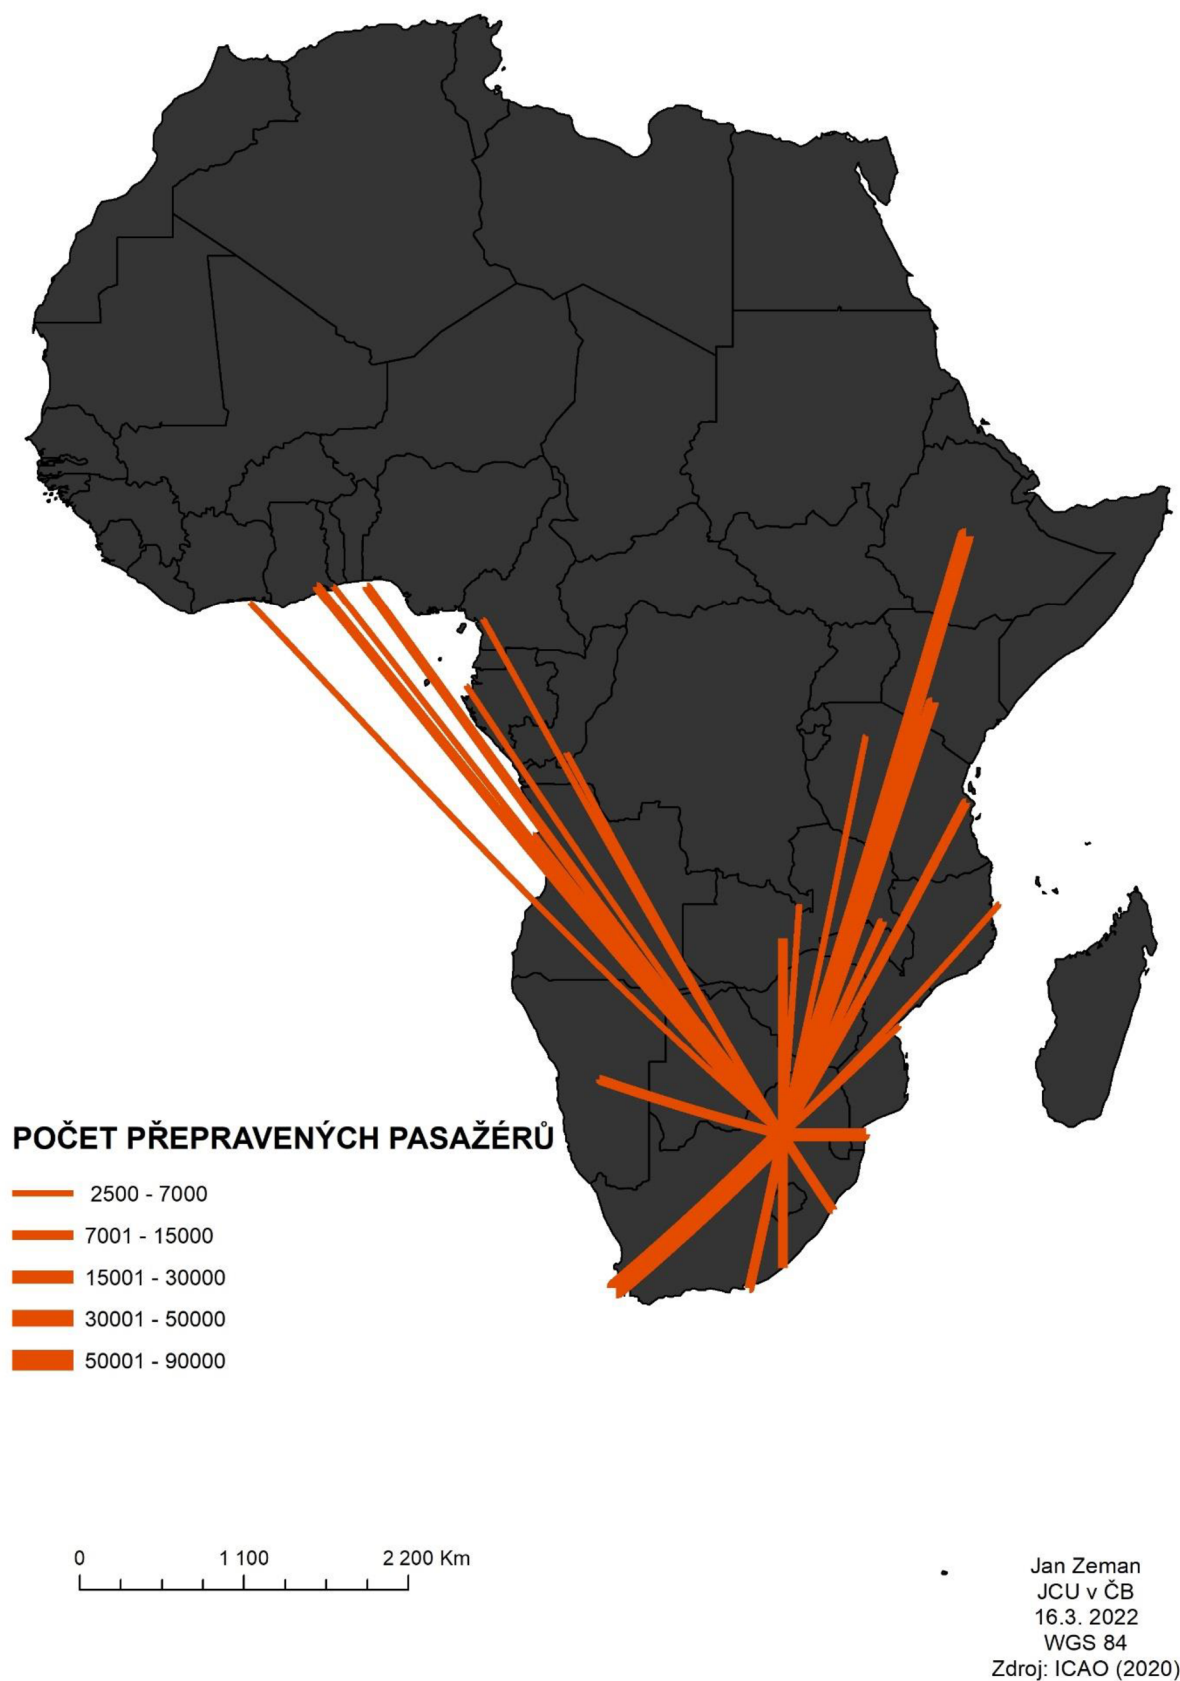 POČET PŘEPRAVENÝCH PASAŽÉRŮ
2500 - 7000
7001 - 15000
15001 - 30000
30001 - 50000
50001 - 90000
0 1 100 2 200 Km
Jan Zeman
JCU v ČB
16.3. 2022
WGS 84
Zdroj: ICAO (2020)